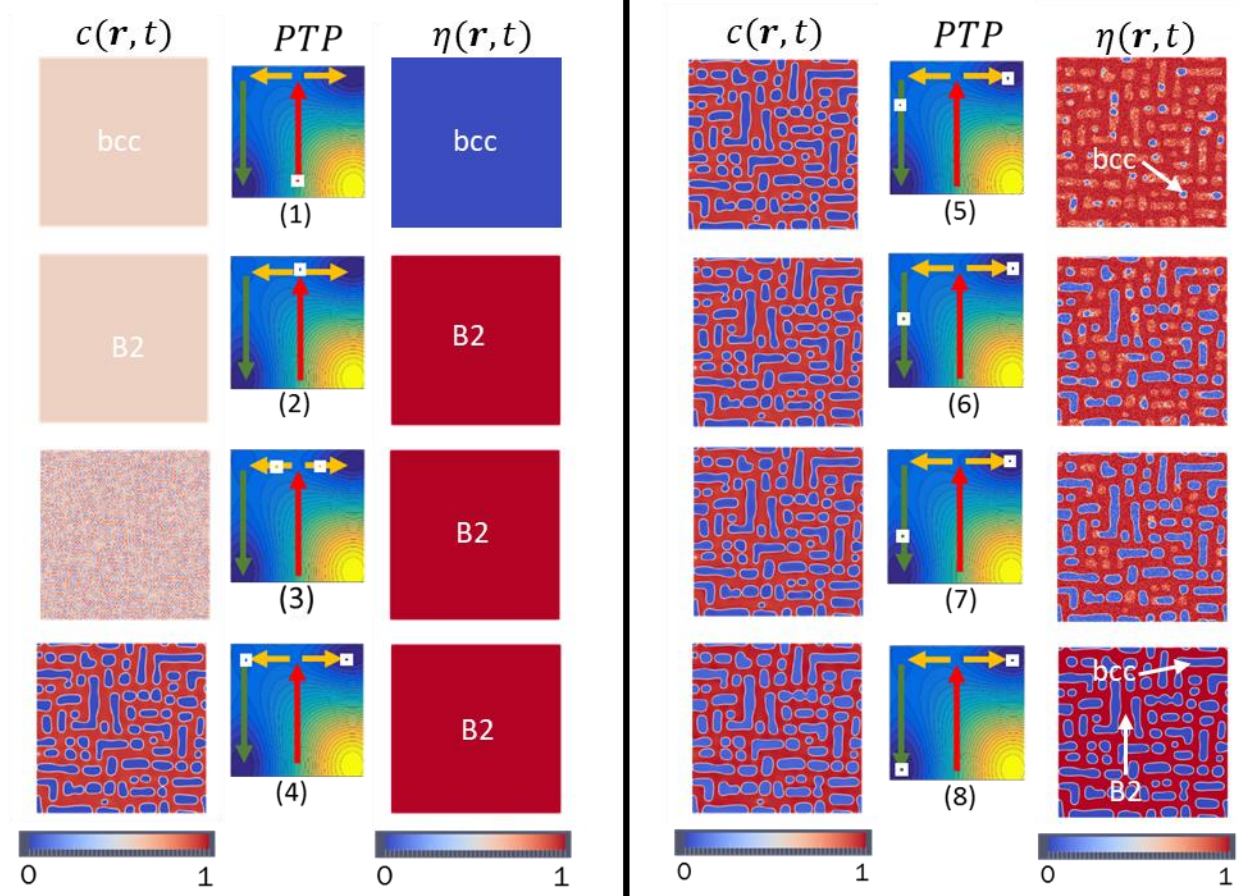 c(r, t) PTP η(r, t)
bcc bcc
(1)
B2 B2
(2)
B2
(3)
B2
(4)
0 1 0 1
c(r, t) PTP η(r, t)
bcc
(5)
(6)
(7)
bcc
B2
(8)
0 1 0 1